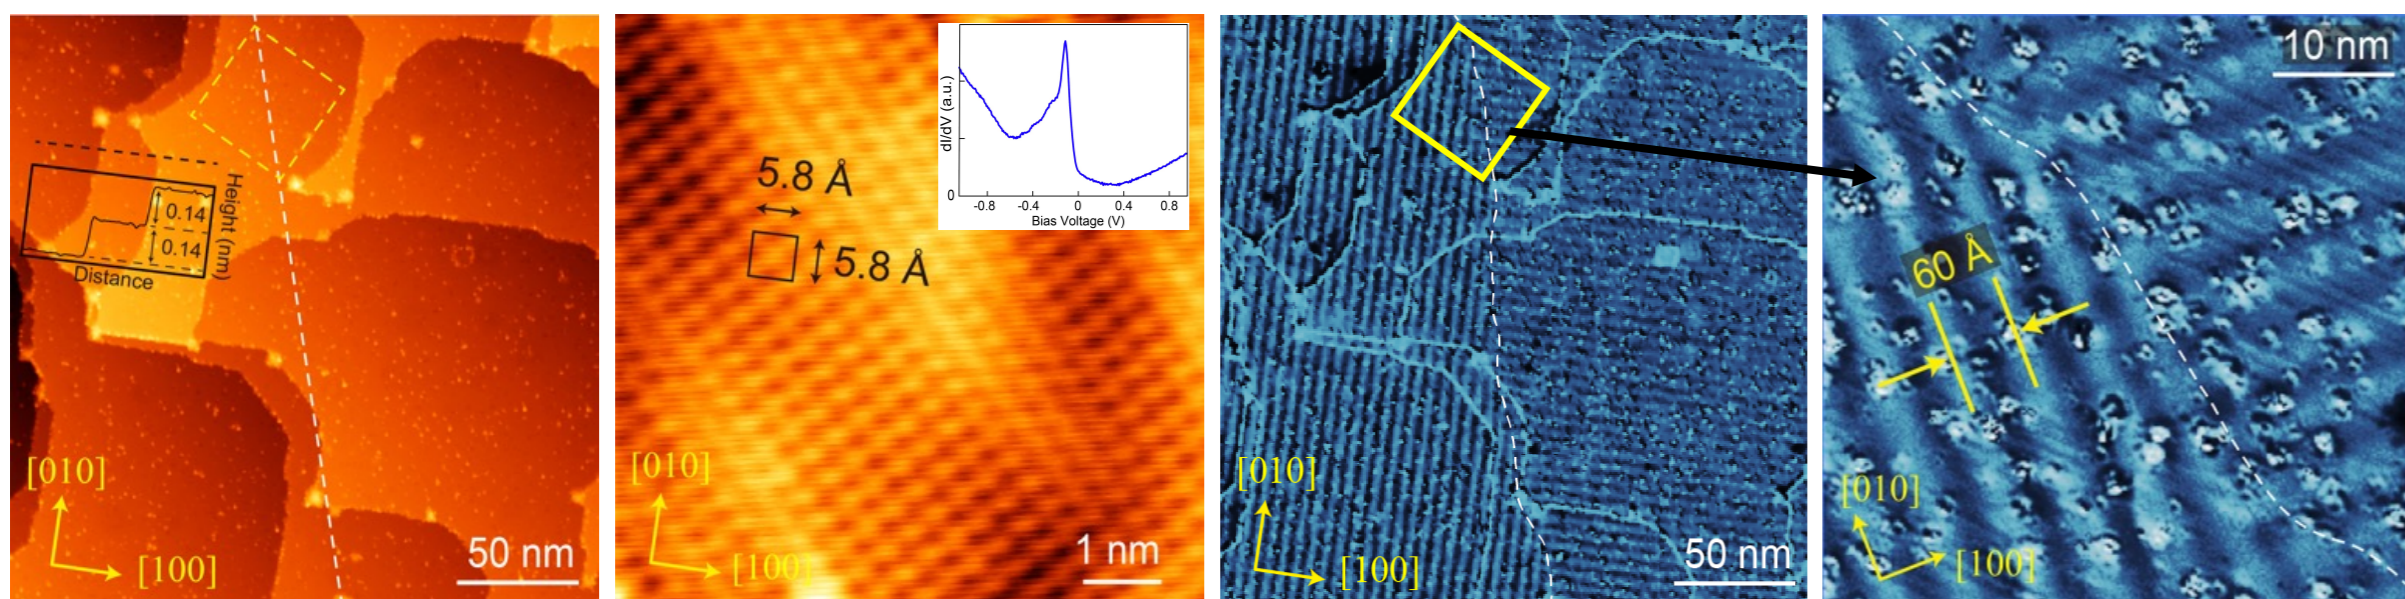 0.14
0.14
Height (nm)
Distance
[010]
[100]
50 nm
5.8 Å
5.8 Å
dI/dV (a.u.)
0
-0.8 -0.4 0 0.4 0.8
Bias Voltage (V)
[010]
[100]
1 nm
[010]
[100]
50 nm
10 nm
60 Å
[010]
[100]